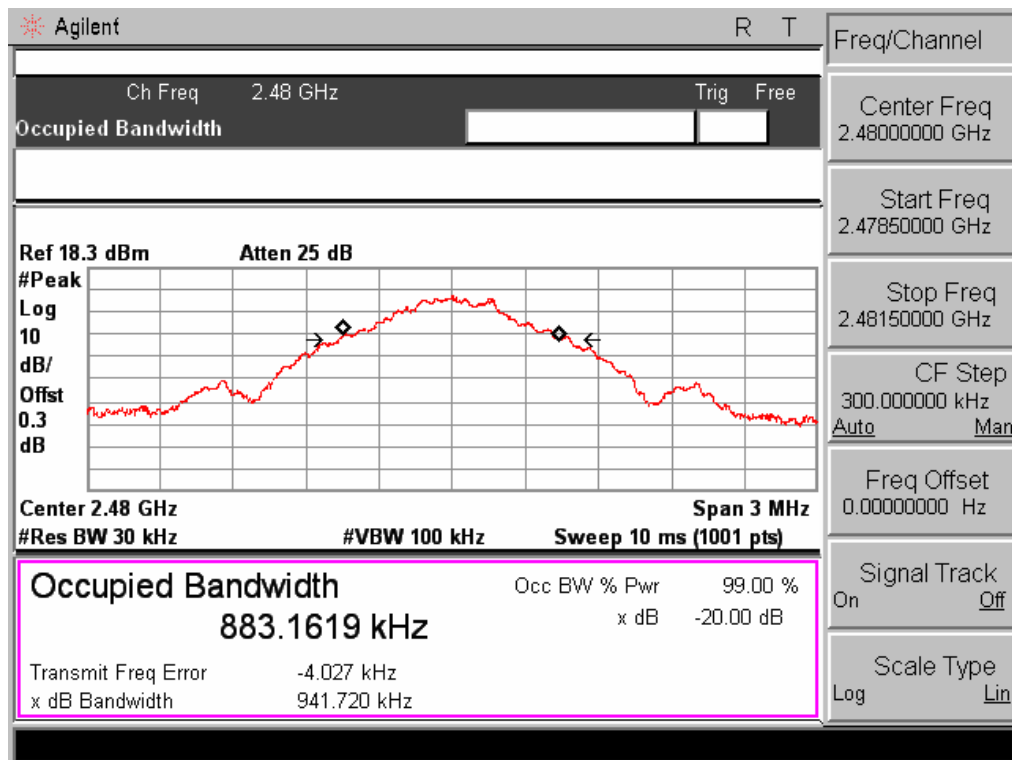 Agilent R T
Ch Freq 2.48 GHz Trig Free
Occupied Bandwidth
Ref 18.3 dBm Atten 25 dB
#Peak
Log
10
dB/
Offst
0.3
dB
Center 2.48 GHz Span 3 MHz
#Res BW 30 kHz #VBW 100 kHz Sweep 10 ms (1001 pts)
Occupied Bandwidth
883.1619 kHz
Occ BW % Pwr 99.00 %
x dB -20.00 dB
Transmit Freq Error -4.027 kHz
x dB Bandwidth 941.720 kHz
Freq/Channel
Center Freq
2.48000000 GHz
Start Freq
2.47850000 GHz
Stop Freq
2.48150000 GHz
CF Step
300.000000 kHz
Auto Man
Freq Offset
0.00000000 Hz
Signal Track
On Off
Scale Type
Log Lin